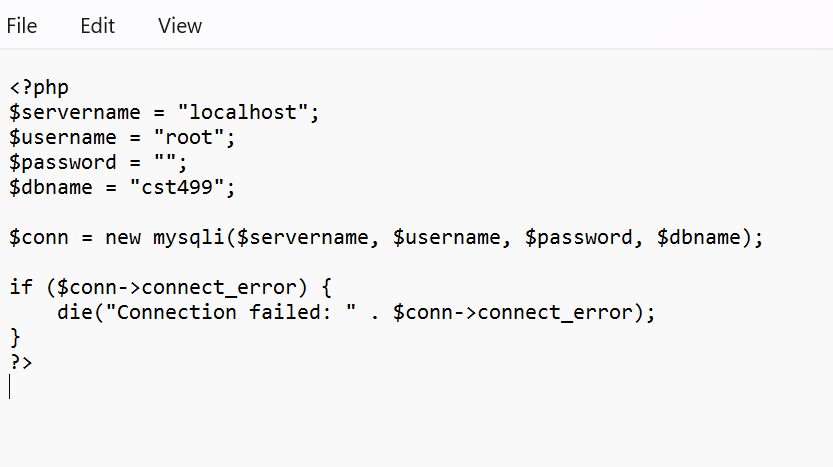 File Edit View
<?php
$servername = "localhost";
$username = "root";
$password = "";
$dbname = "cst499";

$conn = new mysqli($servername, $username, $password, $dbname);

if ($conn->connect_error) {
    die("Connection failed: " . $conn->connect_error);
}
?>